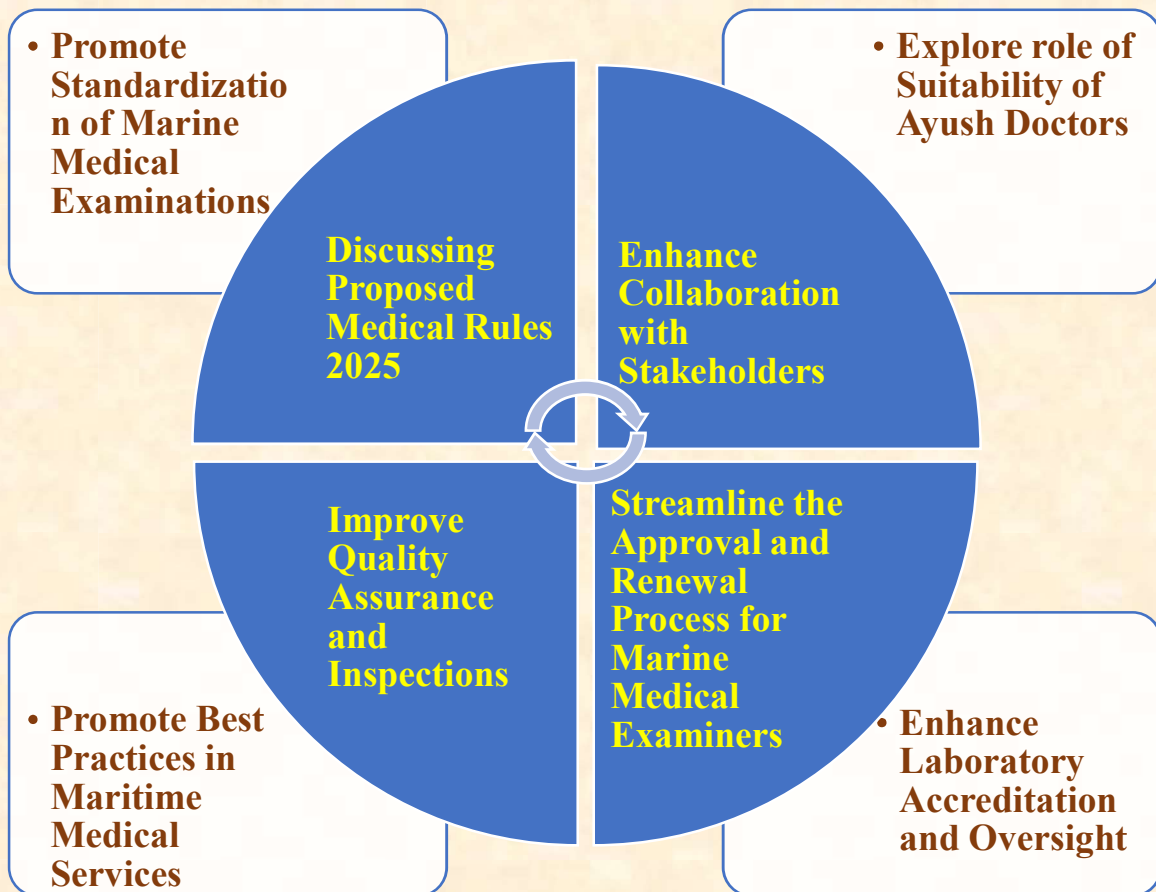 • Promote
Standardizatio
n of Marine
Medical
Examinations
• Explore role of
Suitability of
Ayush Doctors
Discussing
Proposed
Medical Rules
2025
Enhance
Collaboration
with
Stakeholders
Improve
Quality
Assurance
and
Inspections
Streamline the
Approval and
Renewal
Process for
Marine
Medical
Examiners
• Promote Best
Practices in
Maritime
Medical
Services
• Enhance
Laboratory
Accreditation
and Oversight